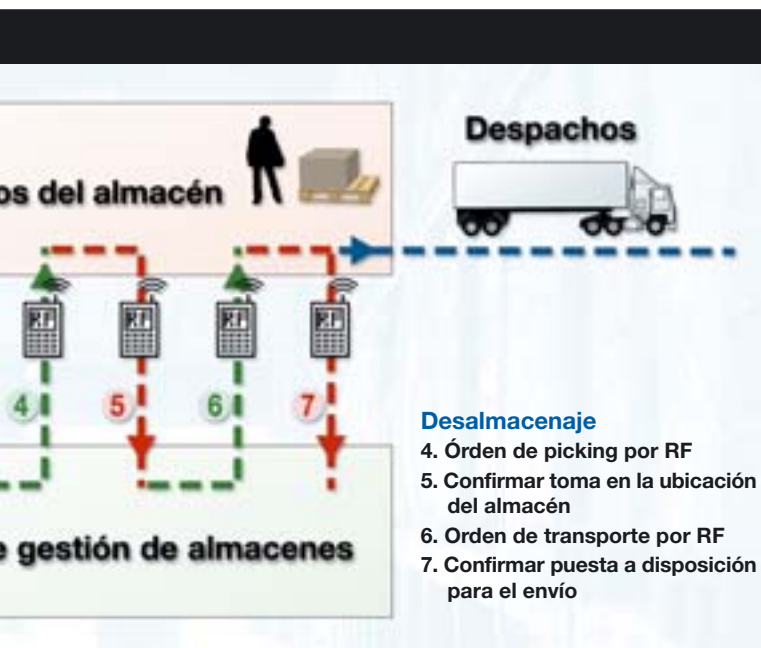 Despachos
os del almacén
RF RF RF RF
4 5 6 7
Desalmacenaje
4. Órden de picking por RF
5. Confirmar toma en la ubicación
del almacén
6. Orden de transporte por RF
7. Confirmar puesta a disposición
para el envío
e gestión de almacenes